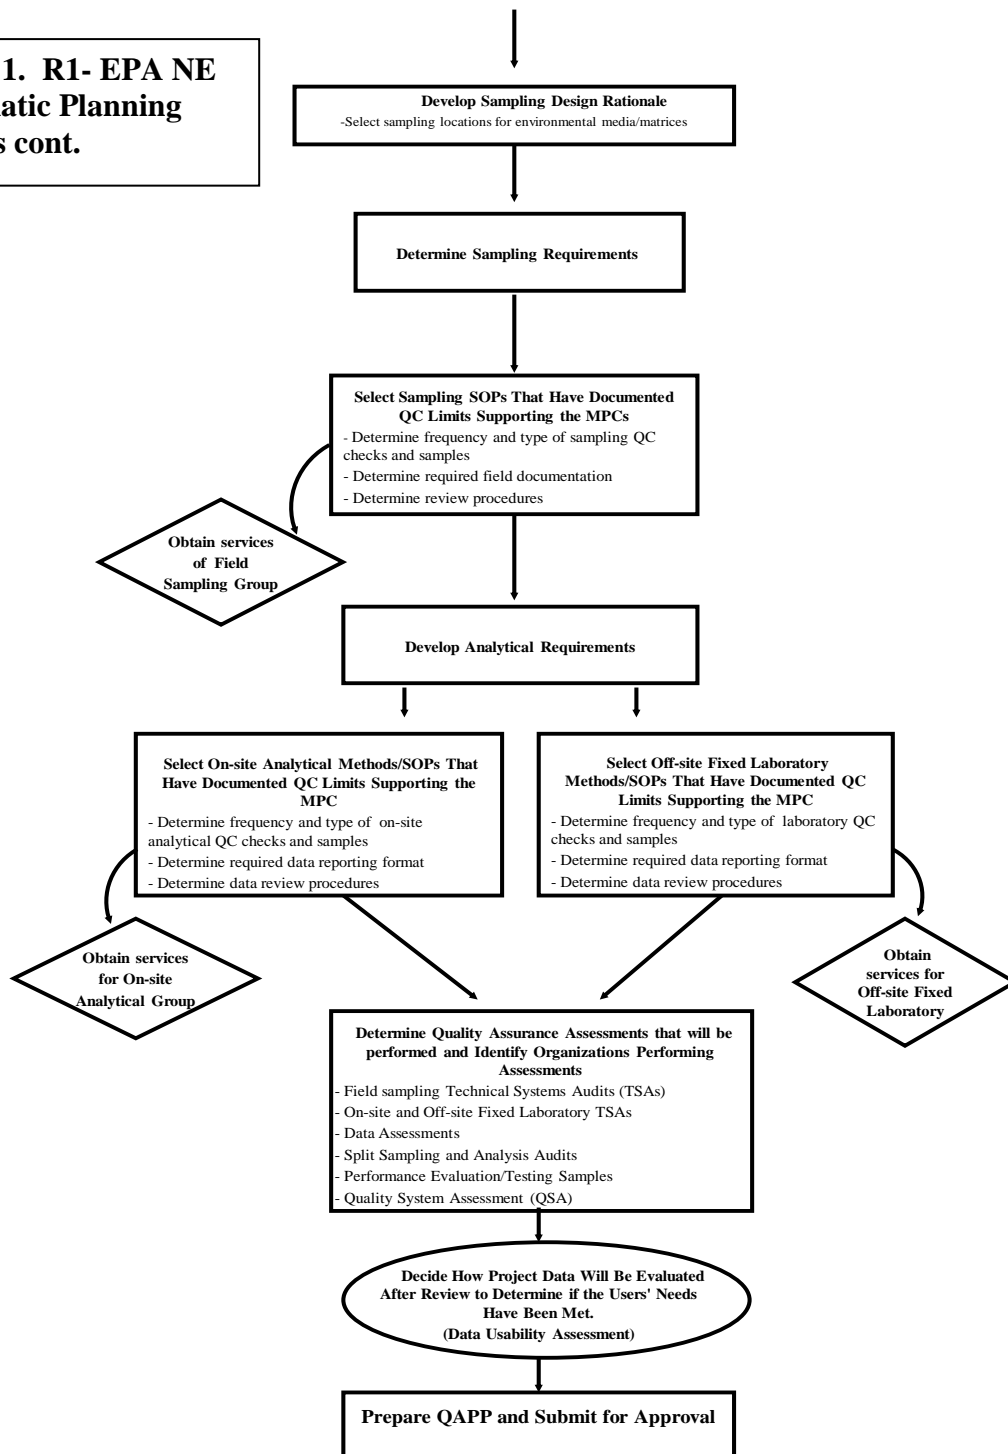 1. R1- EPA NE
atic Planning
s cont.
Develop Sampling Design Rationale
-Select sampling locations for environmental media/matrices
Determine Sampling Requirements
Select Sampling SOPs That Have Documented
QC Limits Supporting the MPCs
- Determine frequency and type of sampling QC
checks and samples
- Determine required field documentation
- Determine review procedures
Obtain services
of Field
Sampling Group
Develop Analytical Requirements
Select On-site Analytical Methods/SOPs That
Have Documented QC Limits Supporting the
MPC
- Determine frequency and type of on-site
analytical QC checks and samples
- Determine required data reporting format
- Determine data review procedures
Select Off-site Fixed Laboratory
Methods/SOPs That Have Documented QC
Limits Supporting the MPC
- Determine frequency and type of laboratory QC
checks and samples
- Determine required data reporting format
- Determine data review procedures
Obtain services
for On-site
Analytical Group
Obtain
services for
Off-site Fixed
Laboratory
Determine Quality Assurance Assessments that will be
performed and Identify Organizations Performing
Assessments
- Field sampling Technical Systems Audits (TSAs)
- On-site and Off-site Fixed Laboratory TSAs
- Data Assessments
- Split Sampling and Analysis Audits
- Performance Evaluation/Testing Samples
- Quality System Assessment (QSA)
Decide How Project Data Will Be Evaluated
After Review to Determine if the Users' Needs
Have Been Met.
(Data Usability Assessment)
Prepare QAPP and Submit for Approval